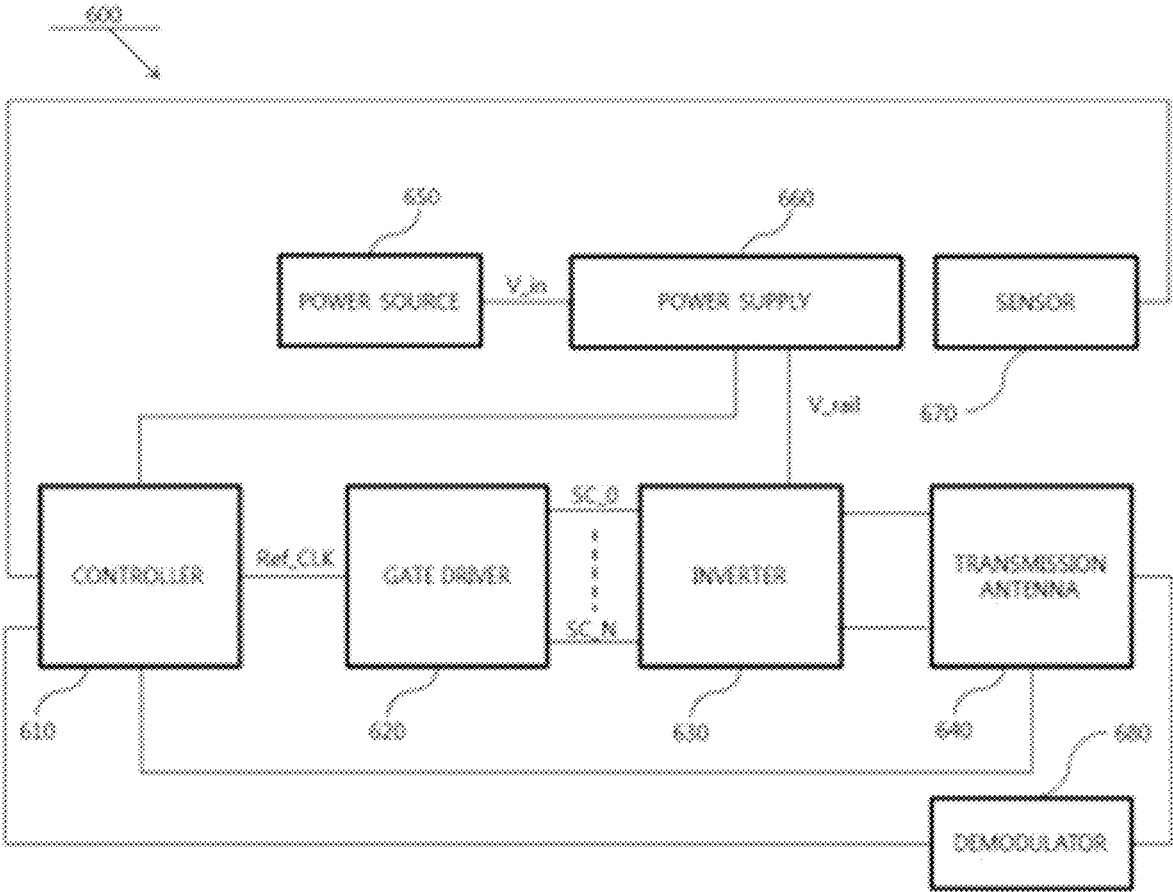 600
650
660
POWER SOURCE
V_in
POWER SUPPLY
SENSOR
V_rail
670
CONTROLLER
Ref_CLK
GATE DRIVER
SC_0
SC_N
INVERTER
TRANSMISSION
ANTENNA
610
620
630
640
680
DEMODULATOR